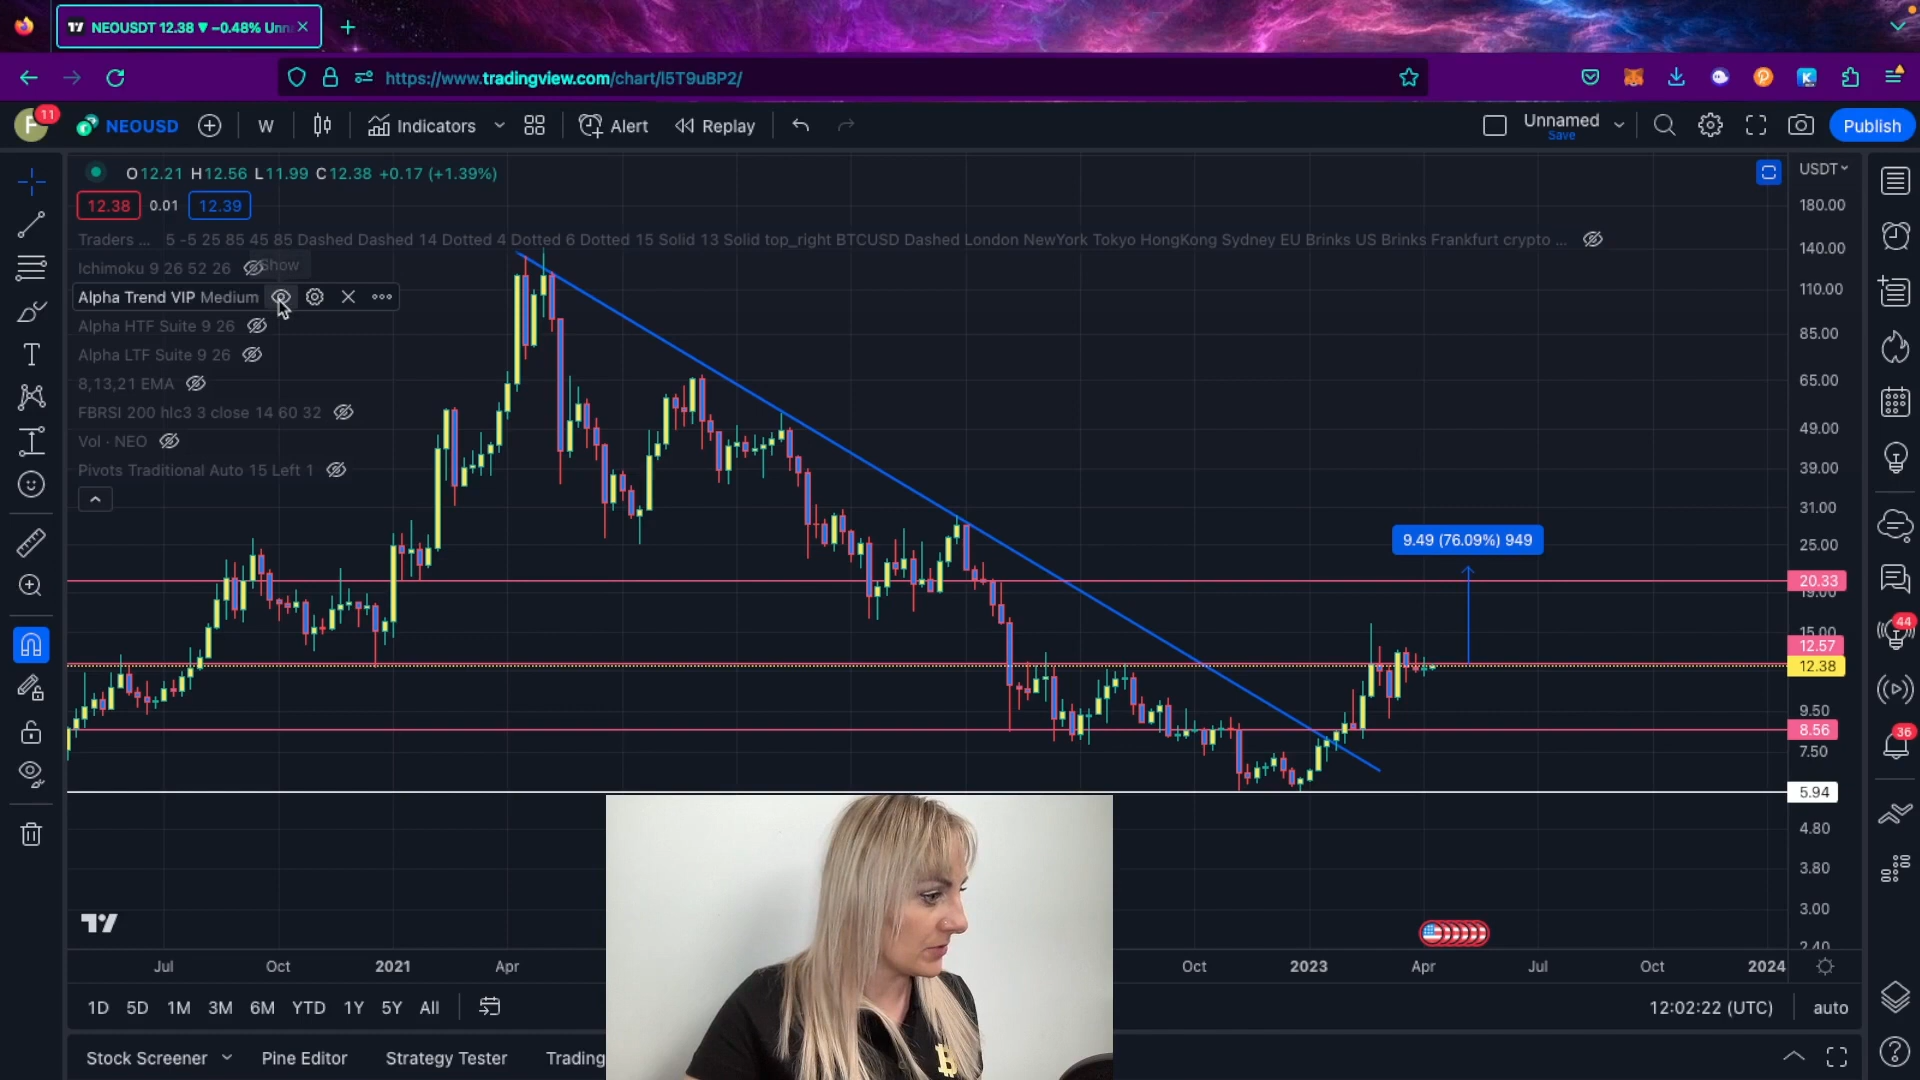 NEOUSDT 12.38 ▼ −0.48% Unn
https://www.tradingview.com/chart/I5T9uBP2/
11
NEOUSD W Indicators Alert Replay Unnamed Save Publish
O12.21 H12.56 L11.99 C12.38 +0.17 (+1.39%)
USDT
12.38 0.01 12.39
180.00
Traders ... 5 -5 25 85 45 85 Dashed Dashed 14 Dotted 4 Dotted 6 Dotted 15 Solid 13 Solid top_right BTCUSD Dashed London NewYork Tokyo HongKong Sydney EU Brinks US Brinks Frankfurt crypto ...
140.00
Ichimoku 9 26 52 26 Show
110.00
Alpha Trend VIP Medium
Alpha HTF Suite 9 26
85.00
Alpha LTF Suite 9 26
8,13,21 EMA
65.00
FBRSI 200 hlc3 3 close 14 60 32
49.00
Vol · NEO
Pivots Traditional Auto 15 Left 1
39.00
31.00
9.49 (76.09%) 949
25.00
20.33
19.00
15.00
44
12.57
12.38
9.50
8.56
36
7.50
5.94
4.80
3.80
3.00
2.40
Jul Oct 2021 Apr Oct 2023 Apr Jul Oct 2024
1D 5D 1M 3M 6M YTD 1Y 5Y All 12:02:22 (UTC) auto
Stock Screener Pine Editor Strategy Tester Trading